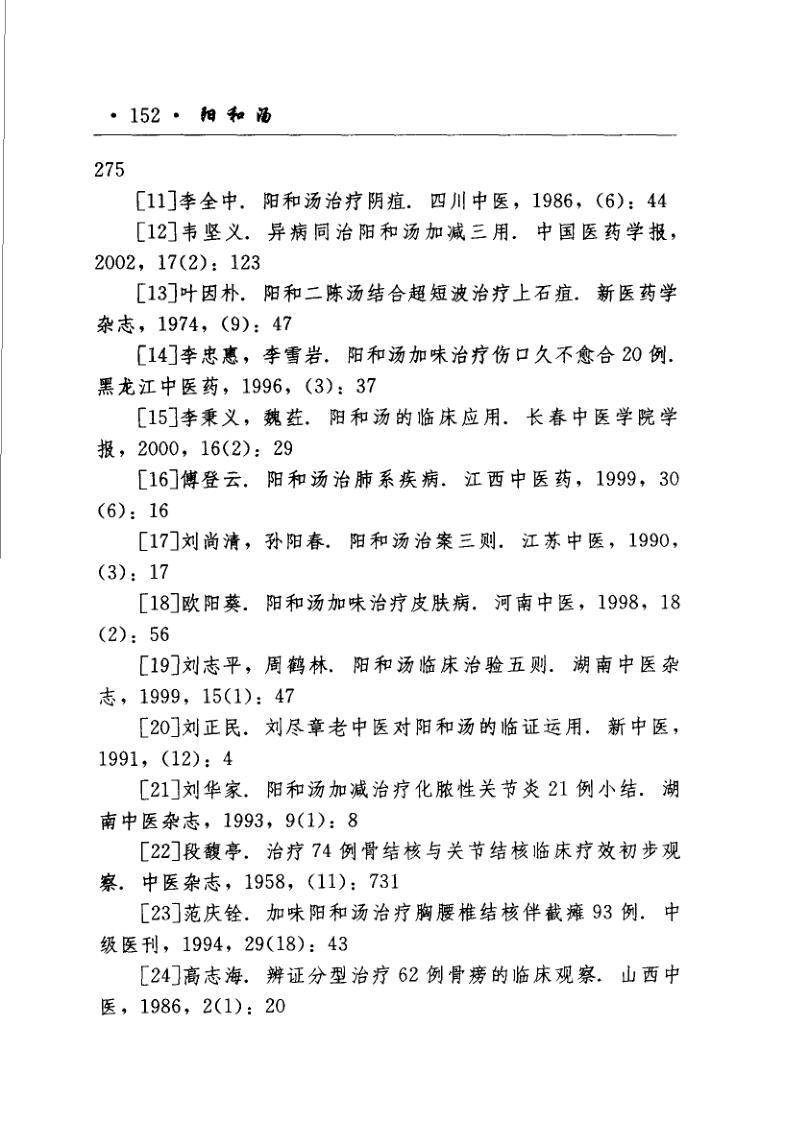 · 152 · 阳和汤
275
[11]李全中. 阳和汤治疗阴疽. 四川中医，1986，(6)：44
[12]韦坚义. 异病同治阳和汤加减三用. 中国医药学报，
2002，17(2)：123
[13]叶因朴. 阳和二陈汤结合超短波治疗上石疽. 新医药学
杂志，1974，(9)：47
[14]李忠惠，李雪岩. 阳和汤加味治疗伤口久不愈合 20 例.
黑龙江中医药，1996，(3)：37
[15]李秉义，魏荭. 阳和汤的临床应用. 长春中医学院学
报，2000，16(2)：29
[16]傅登云. 阳和汤治肺系疾病. 江西中医药，1999，30
(6)：16
[17]刘尚清，孙阳春. 阳和汤治案三则. 江苏中医，1990，
(3)：17
[18]欧阳葵. 阳和汤加味治疗皮肤病. 河南中医，1998，18
(2)：56
[19]刘志平，周鹤林. 阳和汤临床治验五则. 湖南中医杂
志，1999，15(1)：47
[20]刘正民. 刘尽章老中医对阳和汤的临证运用. 新中医，
1991，(12)：4
[21]刘华家. 阳和汤加减治疗化脓性关节炎 21 例小结. 湖
南中医杂志，1993，9(1)：8
[22]段馥亭. 治疗 74 例骨结核与关节结核临床疗效初步观
察. 中医杂志，1958，(11)：731
[23]范庆铨. 加味阳和汤治疗胸腰椎结核伴截瘫 93 例. 中
级医刊，1994，29(18)：43
[24]高志海. 辨证分型治疗 62 例骨痨的临床观察. 山西中
医，1986，2(1)：20